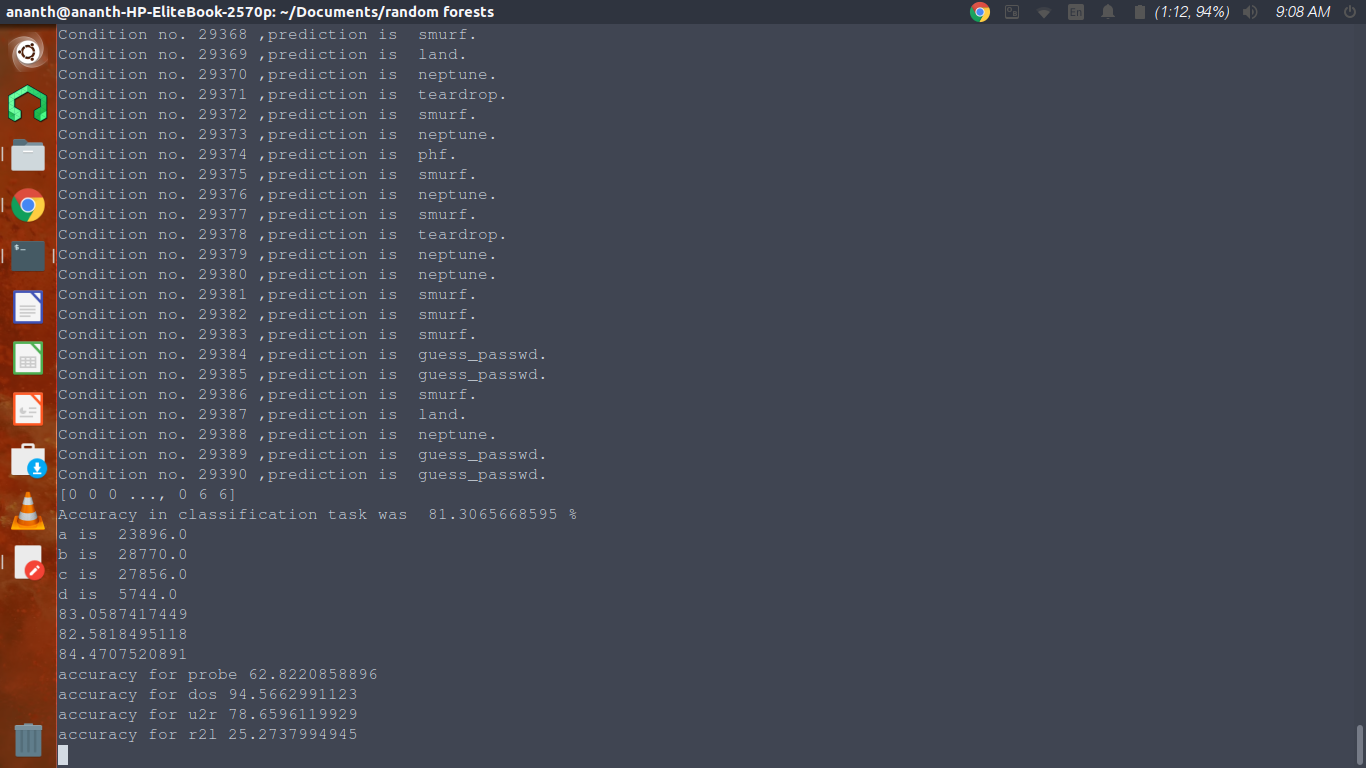 ananth@ananth-HP-EliteBook-2570p: ~/Documents/random forests
En
(1:12, 94%)
9:08 AM
Condition no. 29368 ,prediction is  smurf.
Condition no. 29369 ,prediction is  land.
Condition no. 29370 ,prediction is  neptune.
Condition no. 29371 ,prediction is  teardrop.
Condition no. 29372 ,prediction is  smurf.
Condition no. 29373 ,prediction is  neptune.
Condition no. 29374 ,prediction is  phf.
Condition no. 29375 ,prediction is  smurf.
Condition no. 29376 ,prediction is  neptune.
Condition no. 29377 ,prediction is  smurf.
Condition no. 29378 ,prediction is  teardrop.
Condition no. 29379 ,prediction is  neptune.
Condition no. 29380 ,prediction is  neptune.
Condition no. 29381 ,prediction is  smurf.
Condition no. 29382 ,prediction is  smurf.
Condition no. 29383 ,prediction is  smurf.
Condition no. 29384 ,prediction is  guess_passwd.
Condition no. 29385 ,prediction is  guess_passwd.
Condition no. 29386 ,prediction is  smurf.
Condition no. 29387 ,prediction is  land.
Condition no. 29388 ,prediction is  neptune.
Condition no. 29389 ,prediction is  guess_passwd.
Condition no. 29390 ,prediction is  guess_passwd.
[0 0 0 ..., 0 6 6]
Accuracy in classification task was  81.3065668595 %
a is  23896.0
b is  28770.0
c is  27856.0
d is  5744.0
83.0587417449
82.5818495118
84.4707520891
accuracy for probe 62.8220858896
accuracy for dos 94.5662991123
accuracy for u2r 78.6596119929
accuracy for r2l 25.2737994945